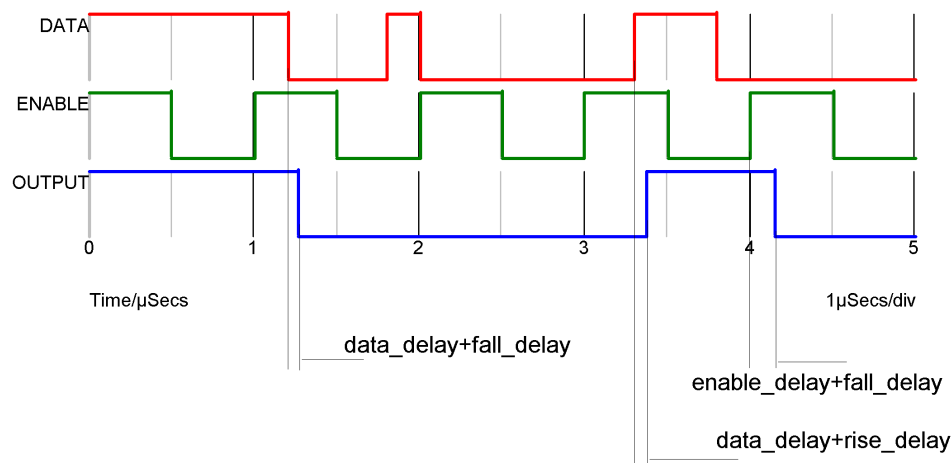 DATA
ENABLE
OUTPUT
0 1 2 3 4 5
Time/µSecs 1µSecs/div
data_delay+fall_delay
enable_delay+fall_delay
data_delay+rise_delay